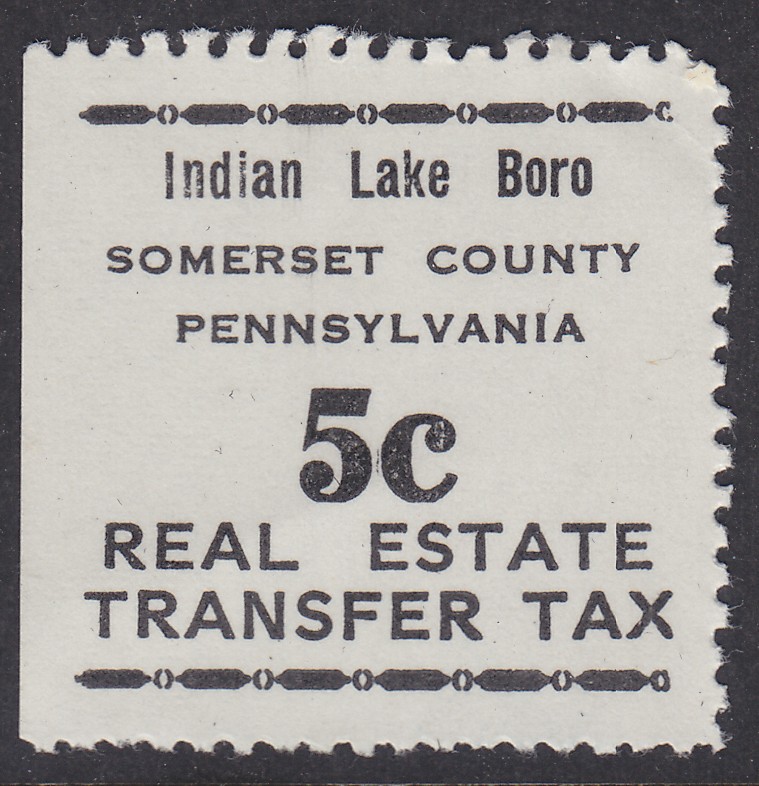 Indian Lake Boro
SOMERSET COUNTY
PENNSYLVANIA
5c
REAL ESTATE
TRANSFER TAX